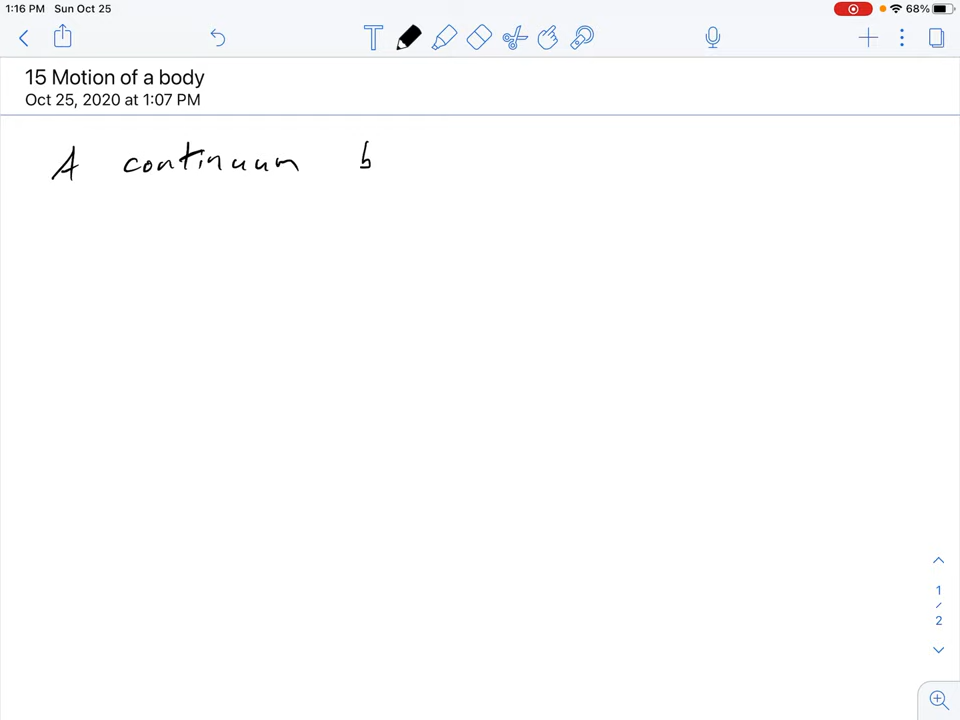 1:16 PM Sun Oct 25 68%
T
15 Motion of a body
Oct 25, 2020 at 1:07 PM
A continuum b
1
/
2